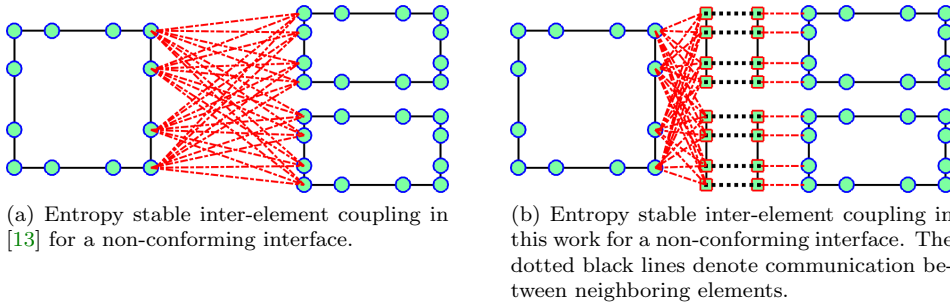 (a) Entropy stable inter-element coupling in
[13] for a non-conforming interface.
(b) Entropy stable inter-element coupling in
this work for a non-conforming interface. The
dotted black lines denote communication be-
tween neighboring elements.